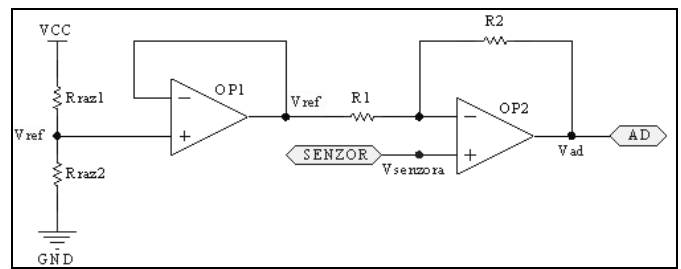 VCC
Rraz1
Vref
Rraz2
GND
OP1
Vref
R1
R2
OP2
SENZOR
Vsenzora
Vad
AD